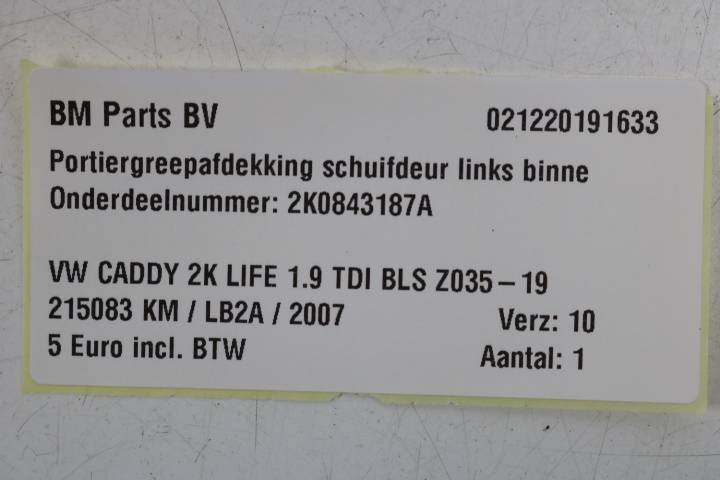 BM Parts BV 021220191633
Portiergreepafdekking schuifdeur links binne
Onderdeelnummer: 2K0843187A
VW CADDY 2K LIFE 1.9 TDI BLS Z035-19
215083 KM / LB2A / 2007 Verz: 10
5 Euro incl. BTW Aantal: 1